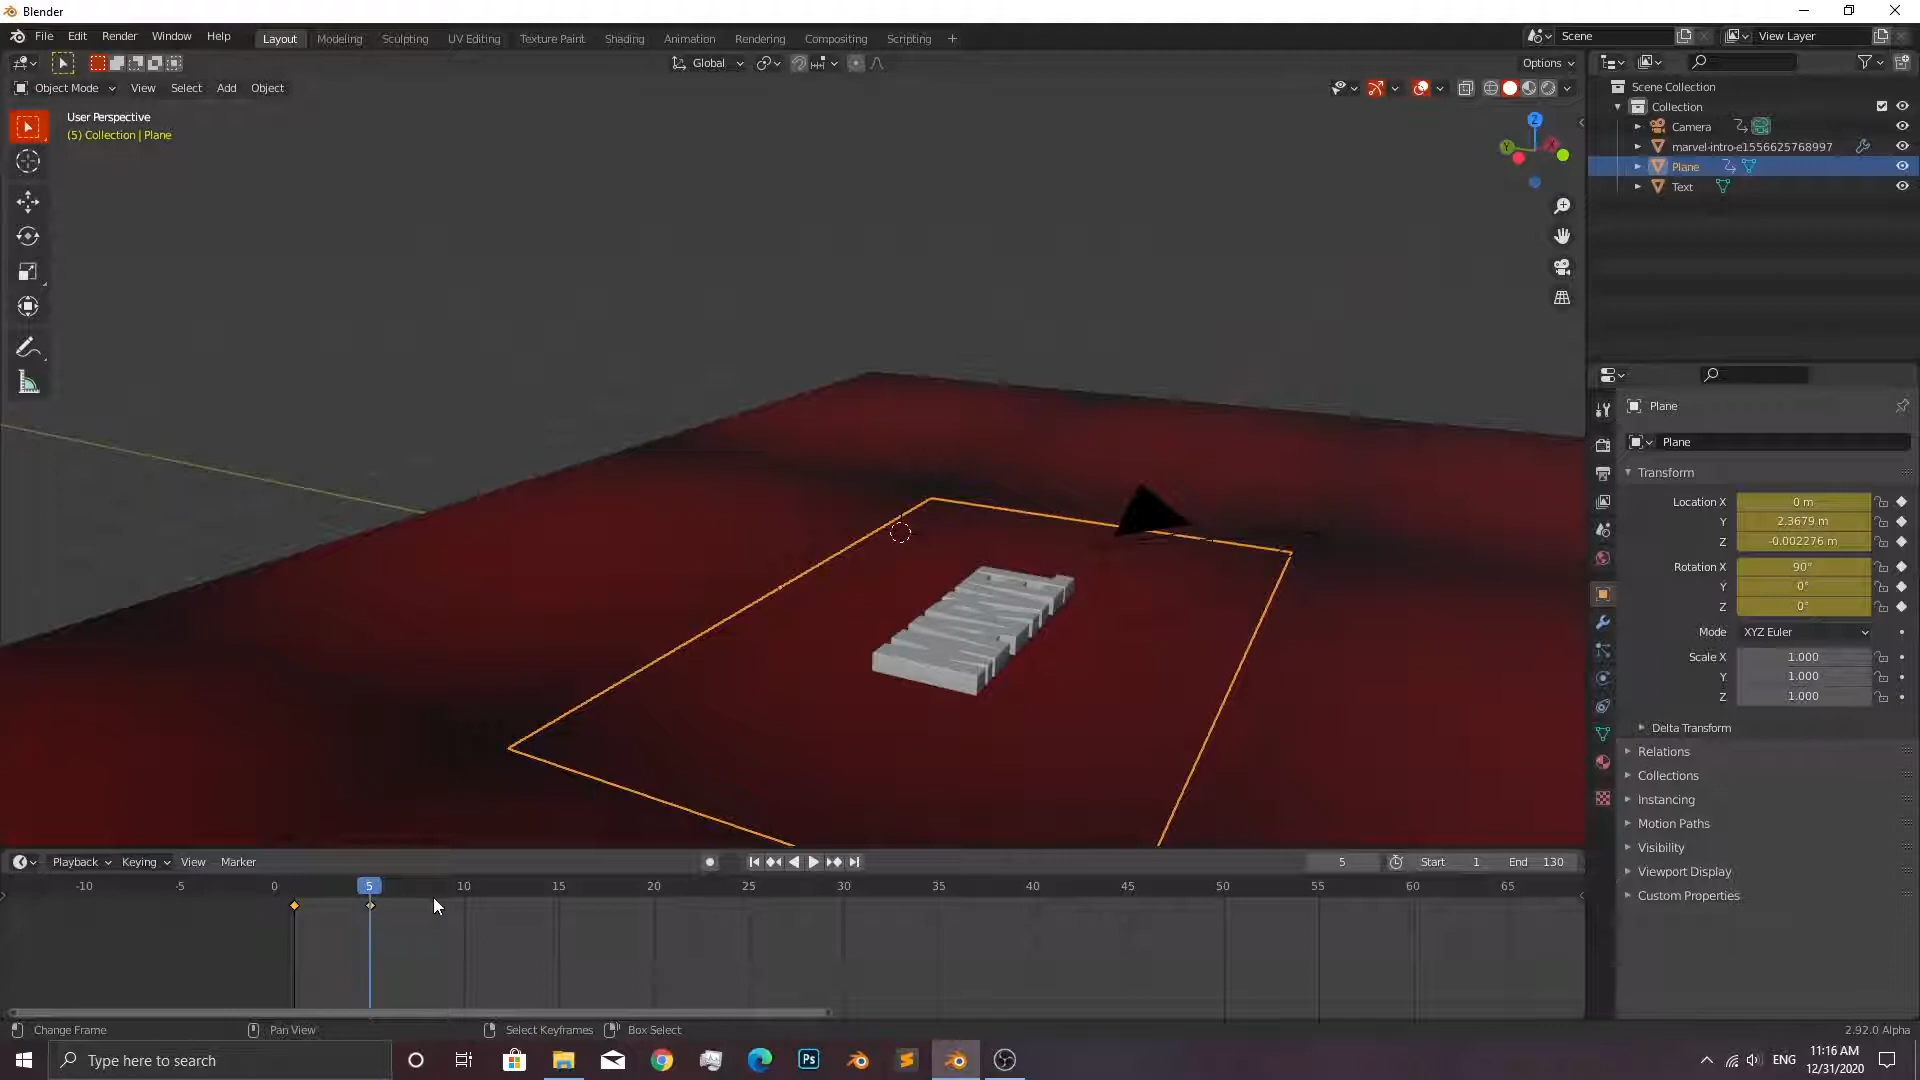 Blender
File Edit Render Window Help
Layout Modeling Sculpting UV Editing Texture Paint Shading Animation Rendering Compositing Scripting
Scene View Layer
Global Options
Object Mode View Select Add Object
User Perspective
(5) Collection | Plane
Z
Y
X
Scene Collection
Collection
Camera
marvel-intro-e1556625768997
Plane
Text
Plane
Plane
Transform
Location X 0 m
Y 2.3679 m
Z -0.002276 m
Rotation X 90°
Y 0°
Z 0°
Mode XYZ Euler
Scale X 1.000
Y 1.000
Z 1.000
Delta Transform
Relations
Collections
Instancing
Motion Paths
Visibility
Viewport Display
Custom Properties
Playback Keying View Marker 5 Start 1 End 130
-10 -5 0 5 10 15 20 25 30 35 40 45 50 55 60 65
Change Frame Pan View Select Keyframes Box Select 2.92.0 Alpha
Type here to search
Ps
ENG
11:16 AM
12/31/2020